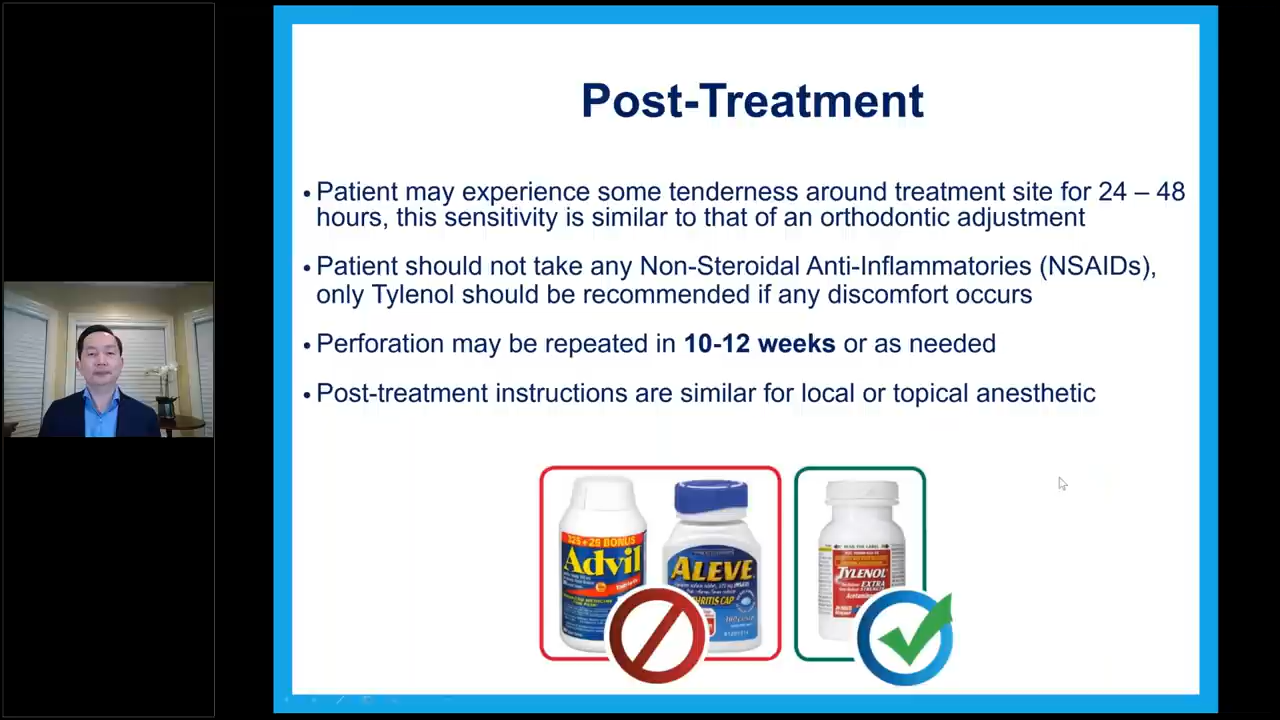 Post-Treatment
• Patient may experience some tenderness around treatment site for 24 – 48
hours, this sensitivity is similar to that of an orthodontic adjustment
• Patient should not take any Non-Steroidal Anti-Inflammatories (NSAIDs),
only Tylenol should be recommended if any discomfort occurs
• Perforation may be repeated in 10-12 weeks or as needed
• Post-treatment instructions are similar for local or topical anesthetic
BONUS
Advil
ALEVE
TYLENOL
EXTRA